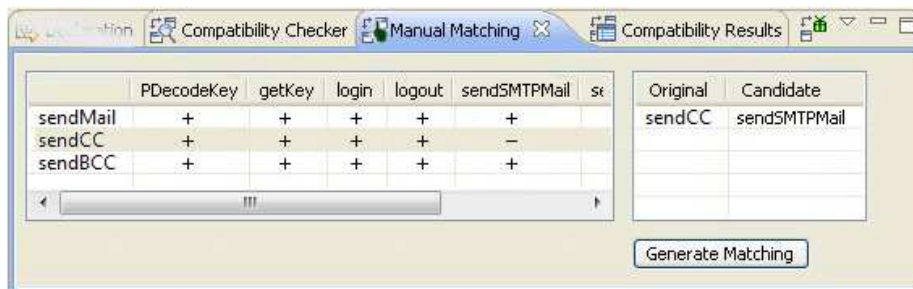 Compatibility Checker Manual Matching Compatibility Results
PDecodeKey getKey login logout sendSMTPMail se
sendMail + + + + +
sendCC + + + + –
sendBCC + + + + +
Original Candidate
sendCC sendSMTPMail
Generate Matching